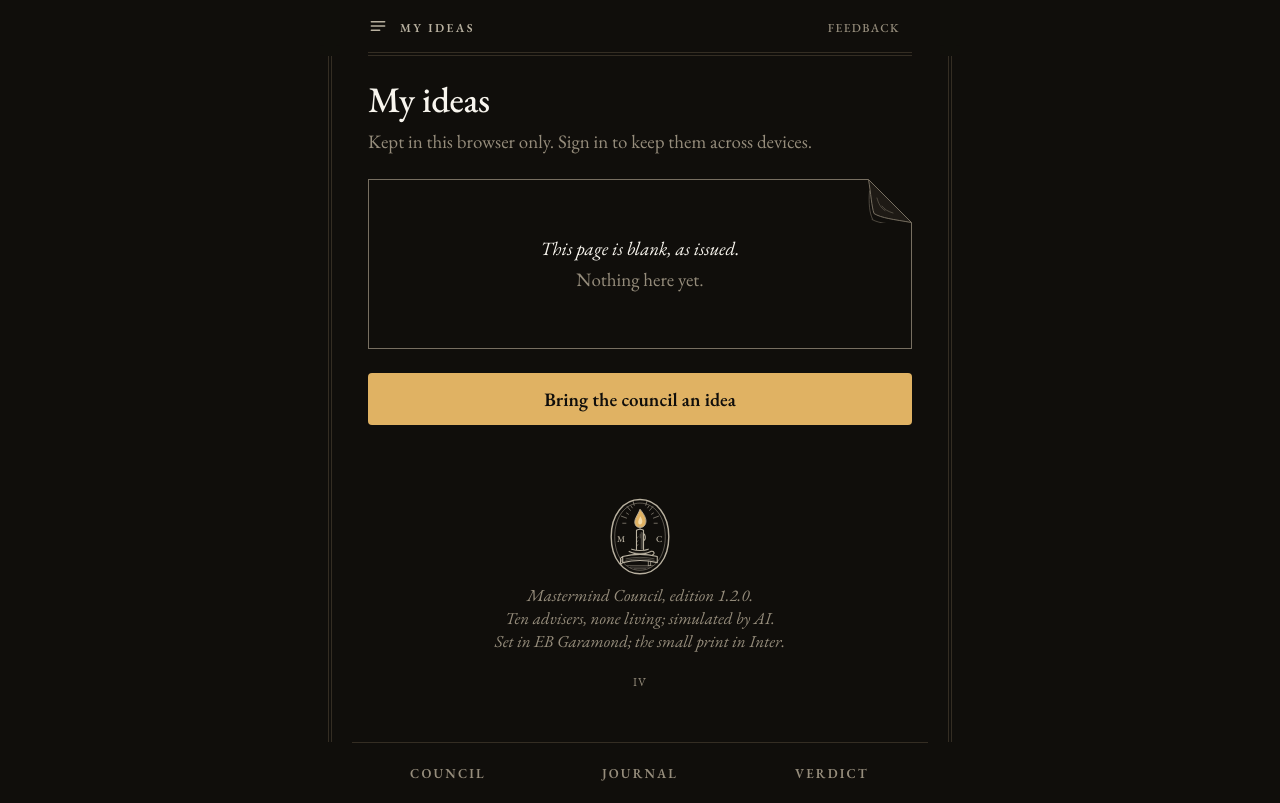 MY IDEAS
FEEDBACK
My ideas
Kept in this browser only. Sign in to keep them across devices.
This page is blank, as issued.
Nothing here yet.
Bring the council an idea
M C
Mastermind Council, edition 1.2.0.
Ten advisers, none living; simulated by AI.
Set in EB Garamond; the small print in Inter.
IV
COUNCIL
JOURNAL
VERDICT